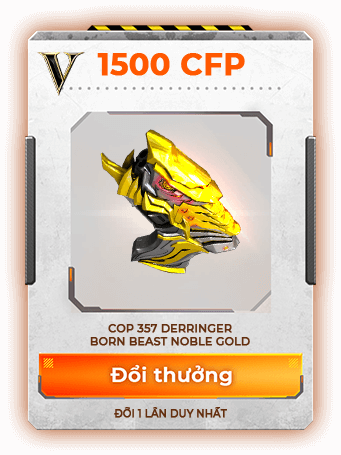 V 1500 CFP
COP 357 DERRINGER
BORN BEAST NOBLE GOLD
Đổi thưởng
ĐỔI 1 LẦN DUY NHẤT